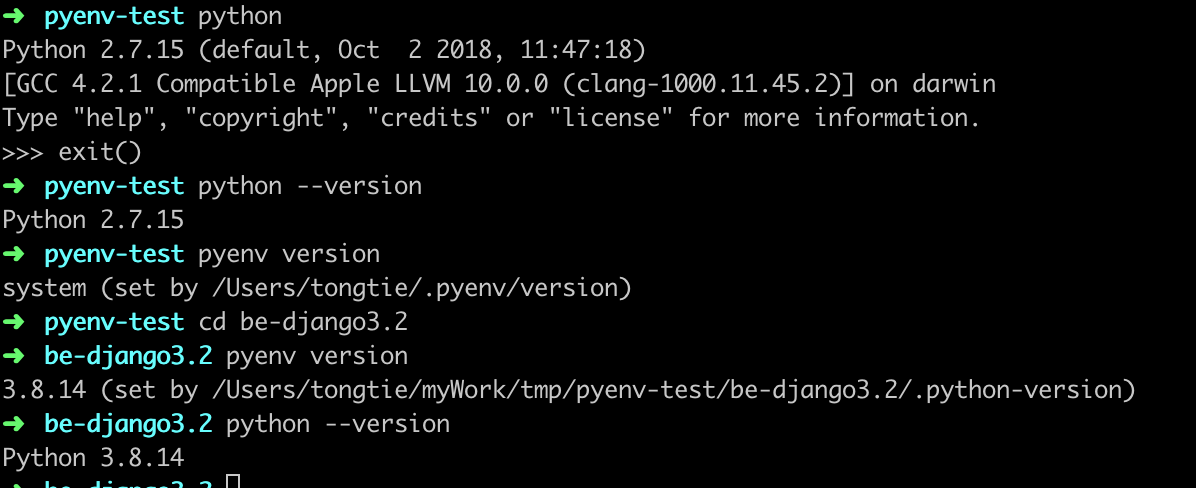 ➜ pyenv-test python
Python 2.7.15 (default, Oct  2 2018, 11:47:18)
[GCC 4.2.1 Compatible Apple LLVM 10.0.0 (clang-1000.11.45.2)] on darwin
Type "help", "copyright", "credits" or "license" for more information.
>>> exit()
➜ pyenv-test python --version
Python 2.7.15
➜ pyenv-test pyenv version
system (set by /Users/tongtie/.pyenv/version)
➜ pyenv-test cd be-django3.2
➜ be-django3.2 pyenv version
3.8.14 (set by /Users/tongtie/myWork/tmp/pyenv-test/be-django3.2/.python-version)
➜ be-django3.2 python --version
Python 3.8.14
➜ be-django3.2